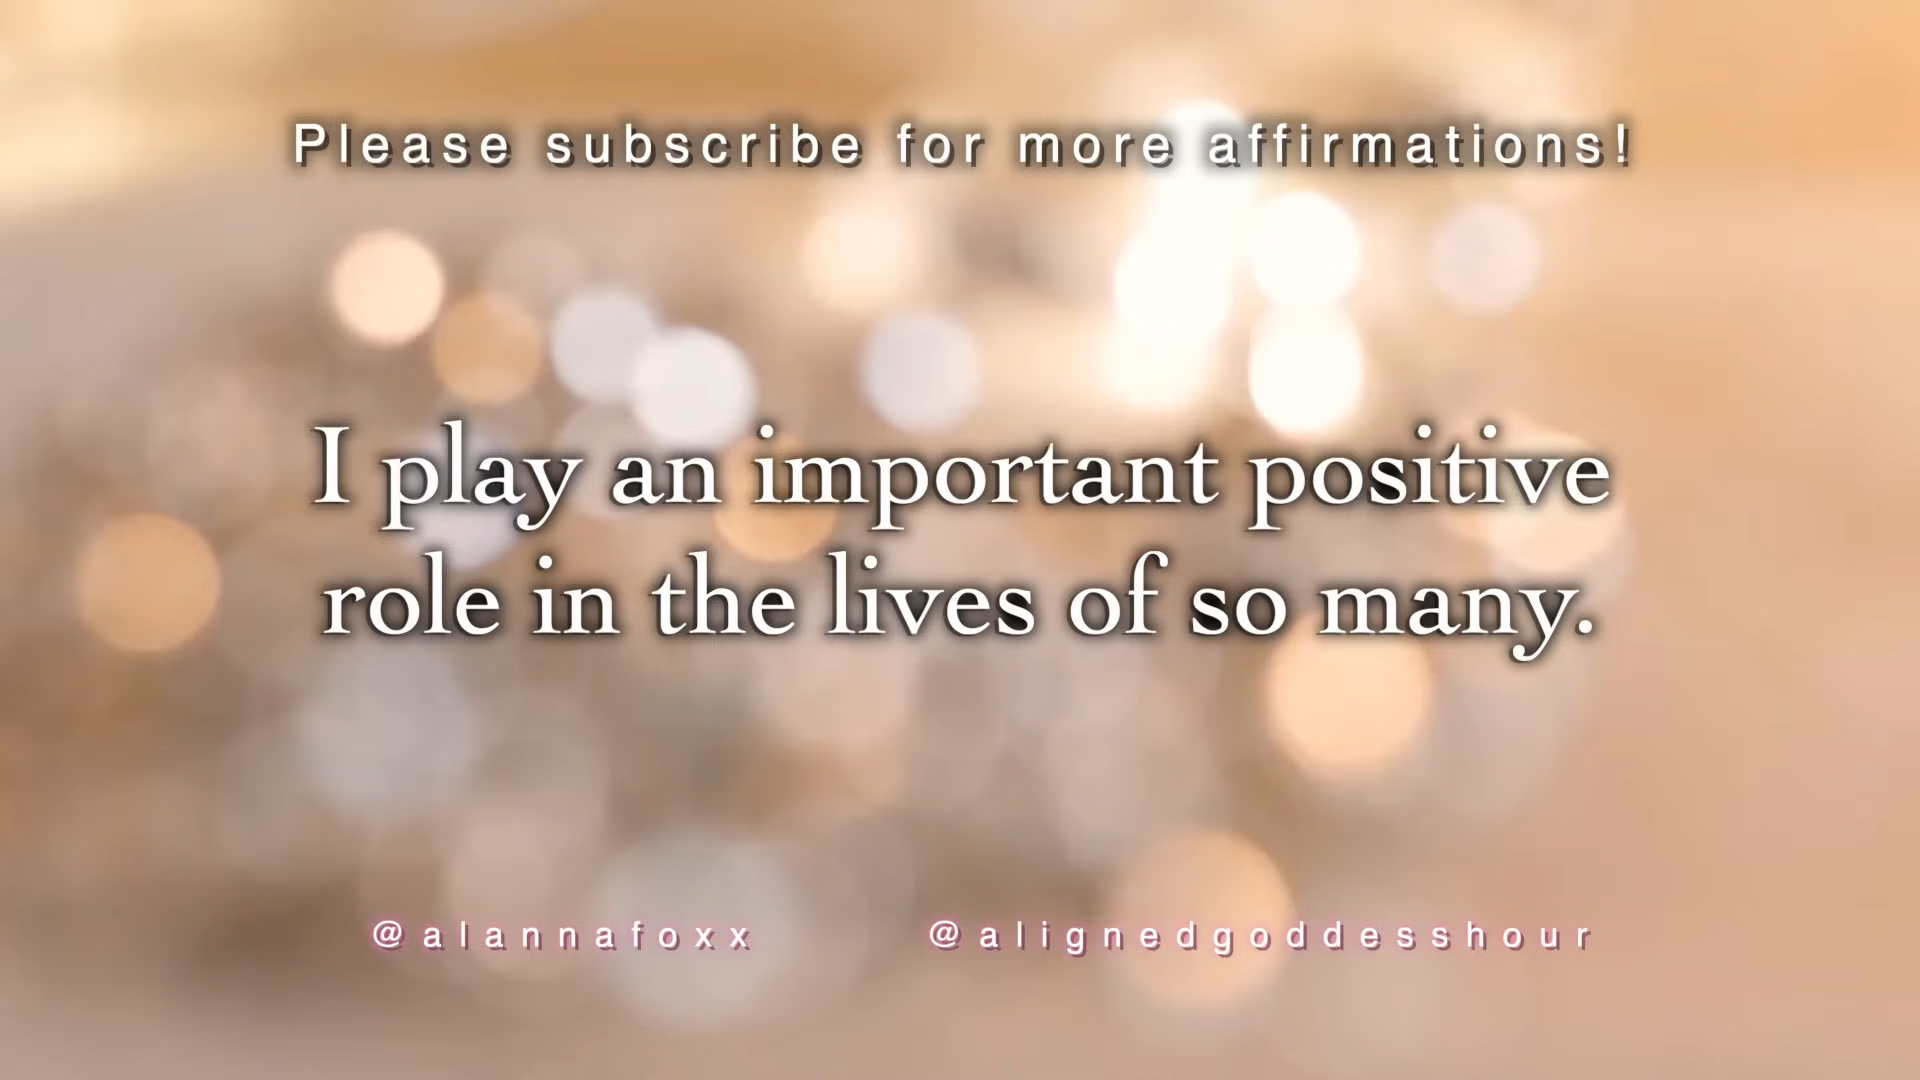 Please subscribe for more affirmations!
I play an important positive
role in the lives of so many.
@alannafoxx @alignedgoddesshour